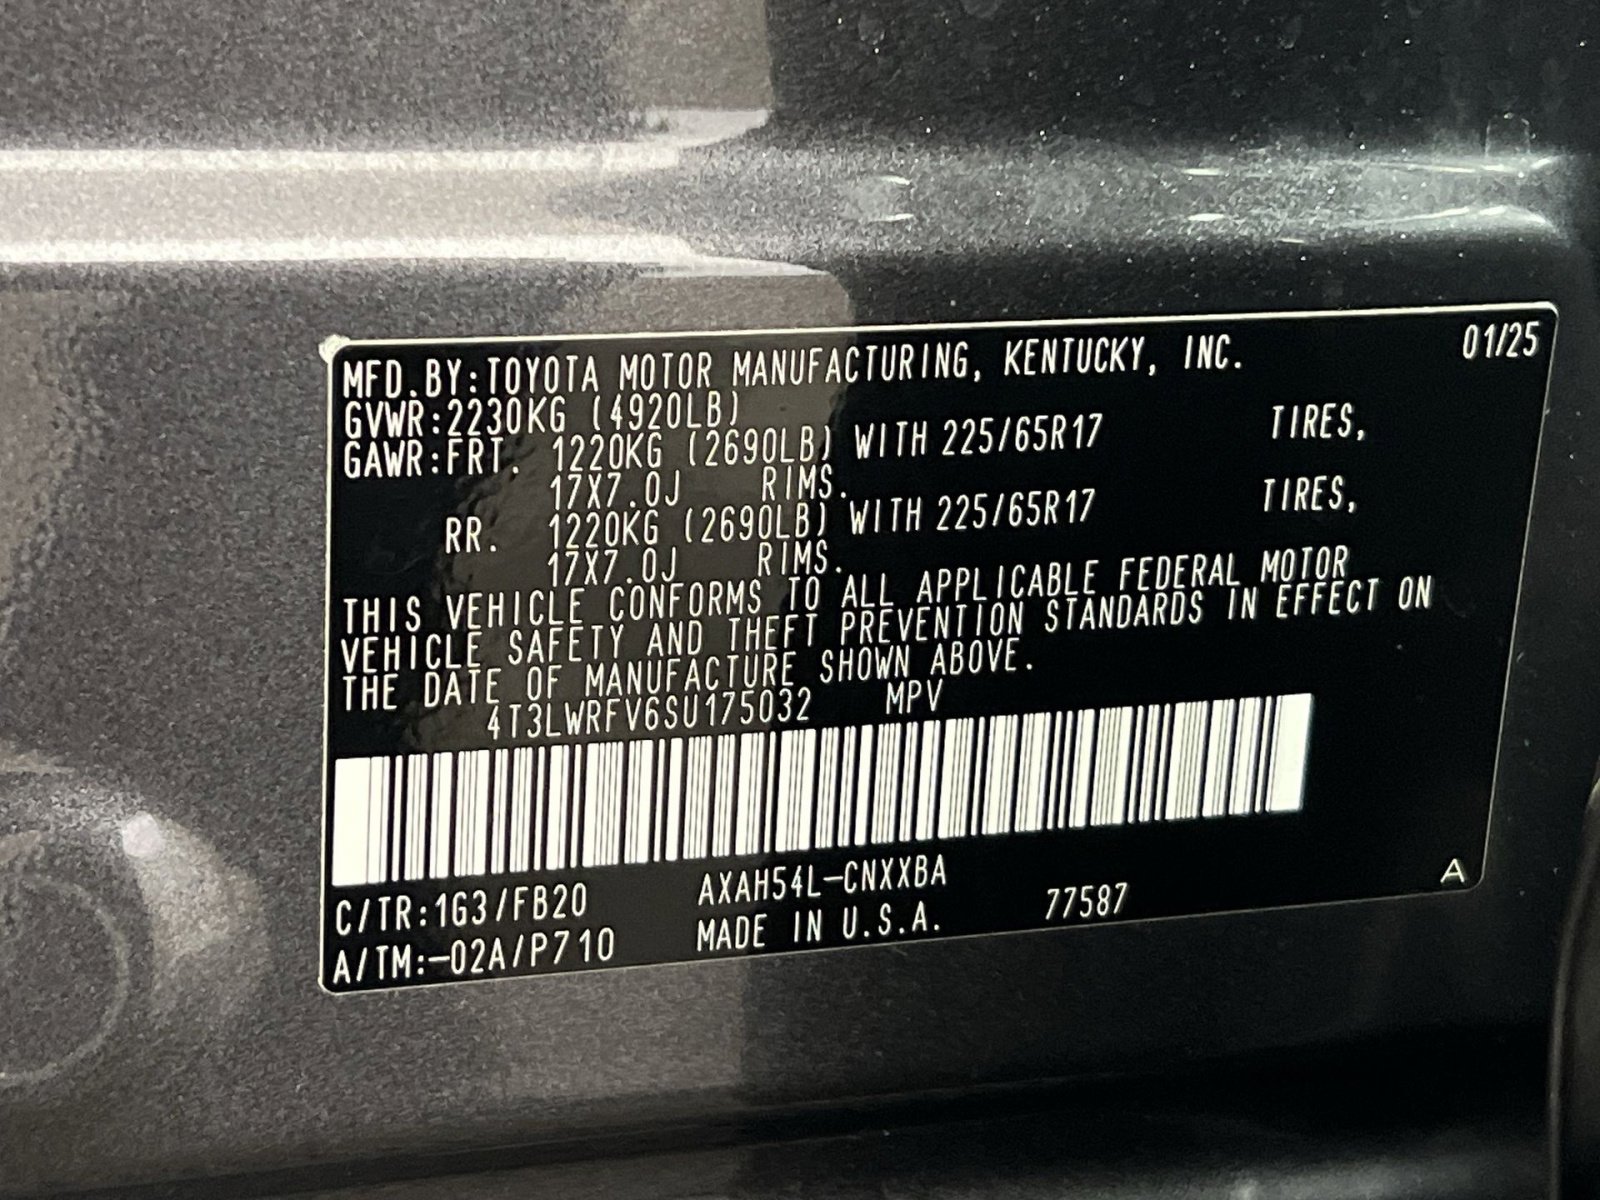 MFD.BY:TOYOTA MOTOR MANUFACTURING, KENTUCKY, INC. 01/25
GVWR:2230KG (4920LB)
GAWR:FRT. 1220KG (2690LB) WITH 225/65R17 TIRES,
17X7.0J RIMS.
RR. 1220KG (2690LB) WITH 225/65R17 TIRES,
17X7.0J RIMS.
THIS VEHICLE CONFORMS TO ALL APPLICABLE FEDERAL MOTOR
VEHICLE SAFETY AND THEFT PREVENTION STANDARDS IN EFFECT ON
THE DATE OF MANUFACTURE SHOWN ABOVE.
4T3LWRFV6SU175032 MPV
C/TR:1G3/FB20 AXAH54L-CNXXBA
A/TM:-02A/P710 MADE IN U.S.A. 77587 A